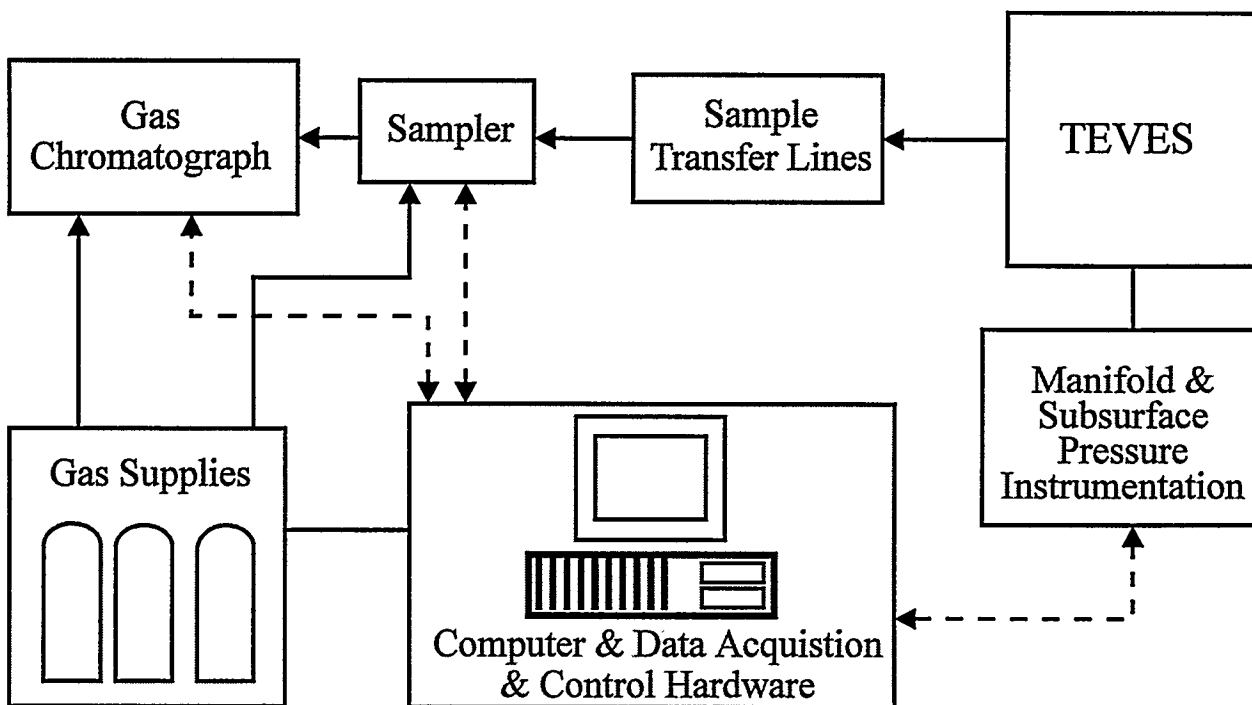 Gas
Chromatograph
Sampler
Sample
Transfer Lines
TEVES
Manifold &
Subsurface
Pressure
Instrumentation
Gas Supplies
Computer & Data Acquistion
& Control Hardware